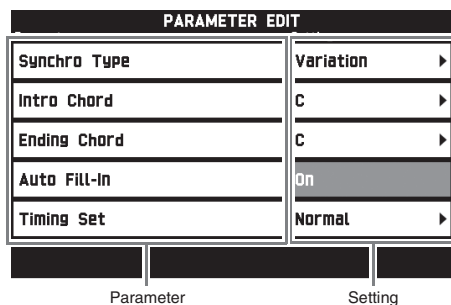 PARAMETER EDIT
Synchro Type Variation
Intro Chord C
Ending Chord C
Auto Fill-In On
Timing Set Normal
Parameter Setting